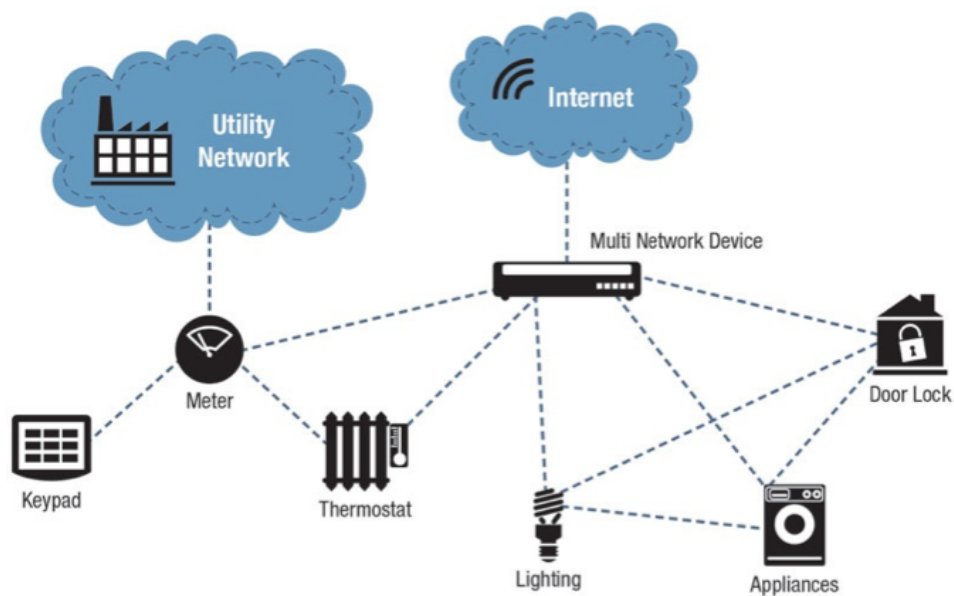 Utility
Network
Internet
Multi Network Device
Meter
Door Lock
Keypad
Thermostat
Lighting
Appliances